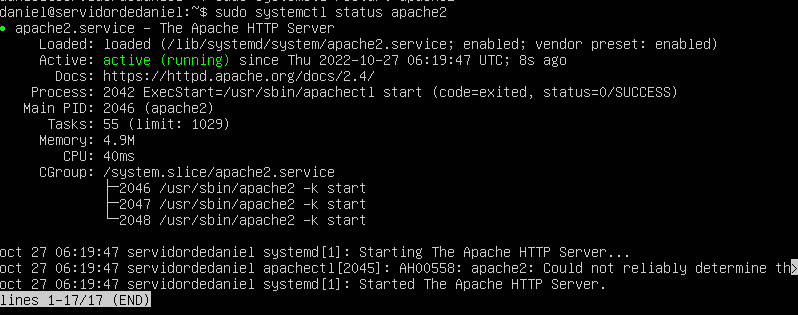 daniel@servidordedaniel:~$ sudo systemctl status apache2
● apache2.service - The Apache HTTP Server
Loaded: loaded (/lib/systemd/system/apache2.service; enabled; vendor preset: enabled)
Active: active (running) since Thu 2022-10-27 06:19:47 UTC; 8s ago
Docs: https://httpd.apache.org/docs/2.4/
Process: 2042 ExecStart=/usr/sbin/apachectl start (code=exited, status=0/SUCCESS)
Main PID: 2046 (apache2)
Tasks: 55 (limit: 1029)
Memory: 4.9M
CPU: 40ms
CGroup: /system.slice/apache2.service
├─2046 /usr/sbin/apache2 -k start
├─2047 /usr/sbin/apache2 -k start
└─2048 /usr/sbin/apache2 -k start
oct 27 06:19:47 servidordedaniel systemd[1]: Starting The Apache HTTP Server...
oct 27 06:19:47 servidordedaniel apachectl[2045]: AH00558: apache2: Could not reliably determine th>
oct 27 06:19:47 servidordedaniel systemd[1]: Started The Apache HTTP Server.
lines 1-17/17 (END)